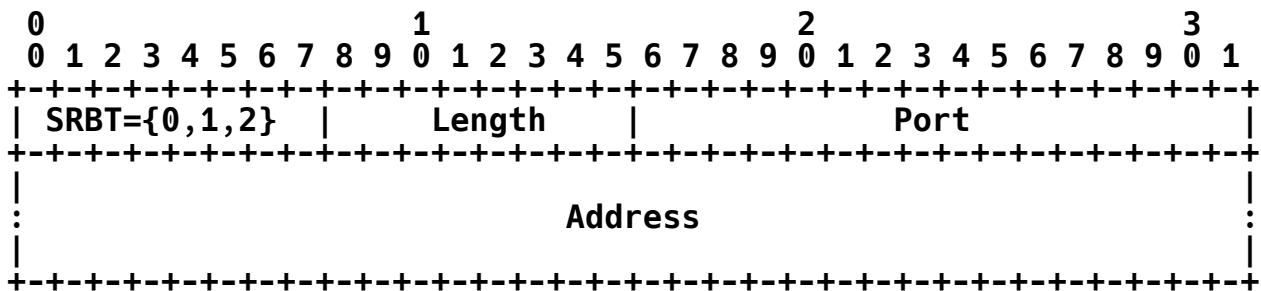 0                   1                   2                   3
 0 1 2 3 4 5 6 7 8 9 0 1 2 3 4 5 6 7 8 9 0 1 2 3 4 5 6 7 8 9 0 1
+-+-+-+-+-+-+-+-+-+-+-+-+-+-+-+-+-+-+-+-+-+-+-+-+-+-+-+-+-+-+-+-+
| SRBT={0,1,2}  |     Length    |             Port              |
+-+-+-+-+-+-+-+-+-+-+-+-+-+-+-+-+-+-+-+-+-+-+-+-+-+-+-+-+-+-+-+-+
|                                                               |
:                            Address                            :
|                                                               |
+-+-+-+-+-+-+-+-+-+-+-+-+-+-+-+-+-+-+-+-+-+-+-+-+-+-+-+-+-+-+-+-+